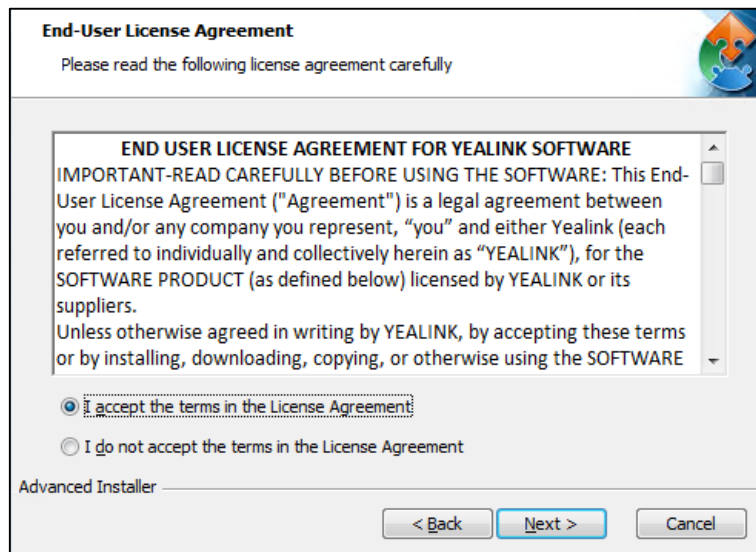 End-User License Agreement
Please read the following license agreement carefully
END USER LICENSE AGREEMENT FOR YEALINK SOFTWARE
IMPORTANT-READ CAREFULLY BEFORE USING THE SOFTWARE: This End-
User License Agreement ("Agreement") is a legal agreement between
you and/or any company you represent, “you” and either Yealink (each
referred to individually and collectively herein as “YEALINK”), for the
SOFTWARE PRODUCT (as defined below) licensed by YEALINK or its
suppliers.
Unless otherwise agreed in writing by YEALINK, by accepting these terms
or by installing, downloading, copying, or otherwise using the SOFTWARE
I accept the terms in the License Agreement
I do not accept the terms in the License Agreement
Advanced Installer
< Back Next > Cancel